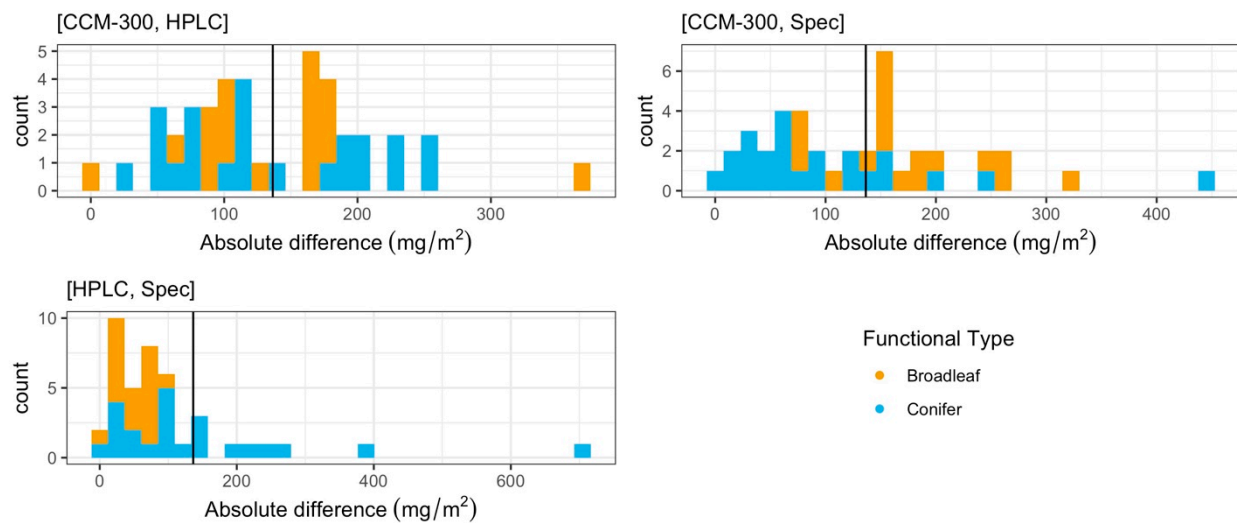 [CCM-300, HPLC]
5
4
3
2
1
0
count
0 100 200 300
Absolute difference (mg/m²)
[CCM-300, Spec]
6
4
2
0
count
0 100 200 300 400
Absolute difference (mg/m²)
[HPLC, Spec]
10
5
0
count
0 200 400 600
Absolute difference (mg/m²)
Functional Type
Broadleaf
Conifer